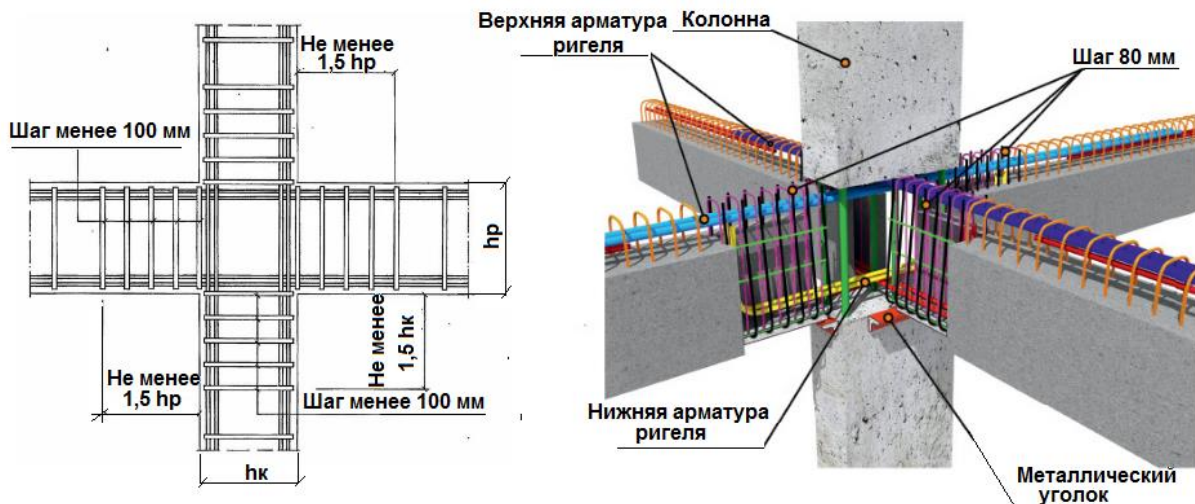 Не менее
1,5 hр
Шаг менее 100 мм
hр
Не менее
1,5 hк
Не менее
1,5 hр
Шаг менее 100 мм
hк
Верхняя арматура
ригеля
Колонна
Шаг 80 мм
Нижняя арматура
ригеля
Металлический
уголок